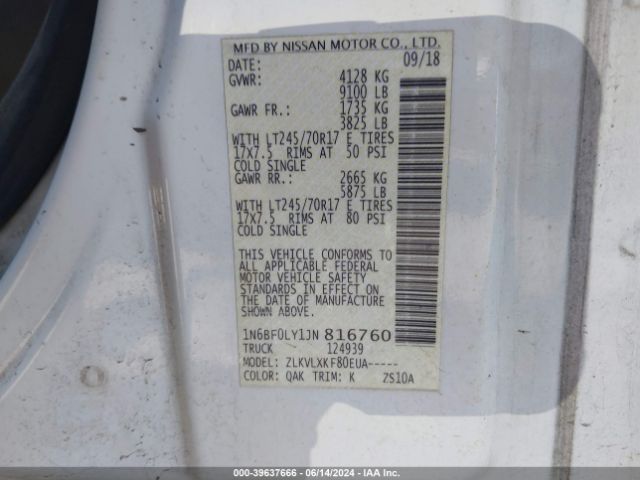 MFD BY NISSAN MOTOR CO., LTD.
DATE: 09/18
GVWR: 4128 KG
9100 LB
GAWR FR.: 1735 KG
3825 LB
WITH LT245/70R17 E TIRES
17X7.5 RIMS AT 50 PSI
COLD SINGLE
GAWR RR.: 2665 KG
5875 LB
WITH LT245/70R17 E TIRES
17X7.5 RIMS AT 80 PSI
COLD SINGLE
THIS VEHICLE CONFORMS TO
ALL APPLICABLE FEDERAL
MOTOR VEHICLE SAFETY
STANDARDS IN EFFECT ON
THE DATE OF MANUFACTURE
SHOWN ABOVE.
1N6BF0LY1JN 816760
TRUCK 124939
MODEL: ZLKVLXKF80EUA-----
COLOR: QAK TRIM: K ZS10A
000-39637666 - 06/14/2024 - IAA Inc.